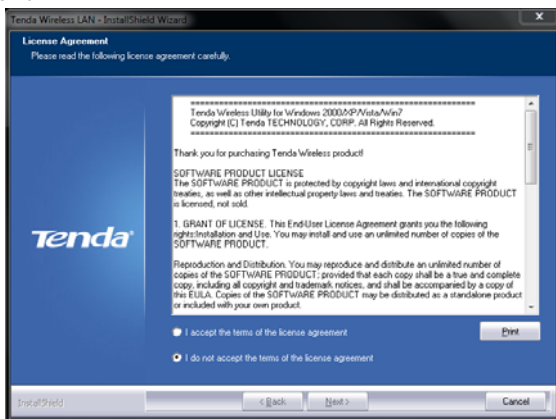 Tenda Wireless LAN - InstallShield Wizard
License Agreement
Please read the following license agreement carefully.
================================================
Tenda Wireless Utility for Windows 2000/XP/Vista/Win7
Copyright (C) Tenda TECHNOLOGY, CORP. All Rights Reserved.
================================================
Thank you for purchasing Tenda Wireless product!
SOFTWARE PRODUCT LICENSE
The SOFTWARE PRODUCT is protected by copyright laws and international copyright
treaties, as well as other intellectual property laws and treaties. The SOFTWARE PRODUCT
is licensed, not sold.
1. GRANT OF LICENSE. This End-User License Agreement grants you the following
rights:Installation and Use. You may install and use an unlimited number of copies of the
SOFTWARE PRODUCT.
Reproduction and Distribution. You may reproduce and distribute an unlimited number of
copies of the SOFTWARE PRODUCT; provided that each copy shall be a true and complete
copy, including all copyright and trademark notices, and shall be accompanied by a copy of
this EULA. Copies of the SOFTWARE PRODUCT may be distributed as a standalone product
or included with your own product.
Tenda
I accept the terms of the license agreement
Print
I do not accept the terms of the license agreement
InstallShield
< Back
Next >
Cancel